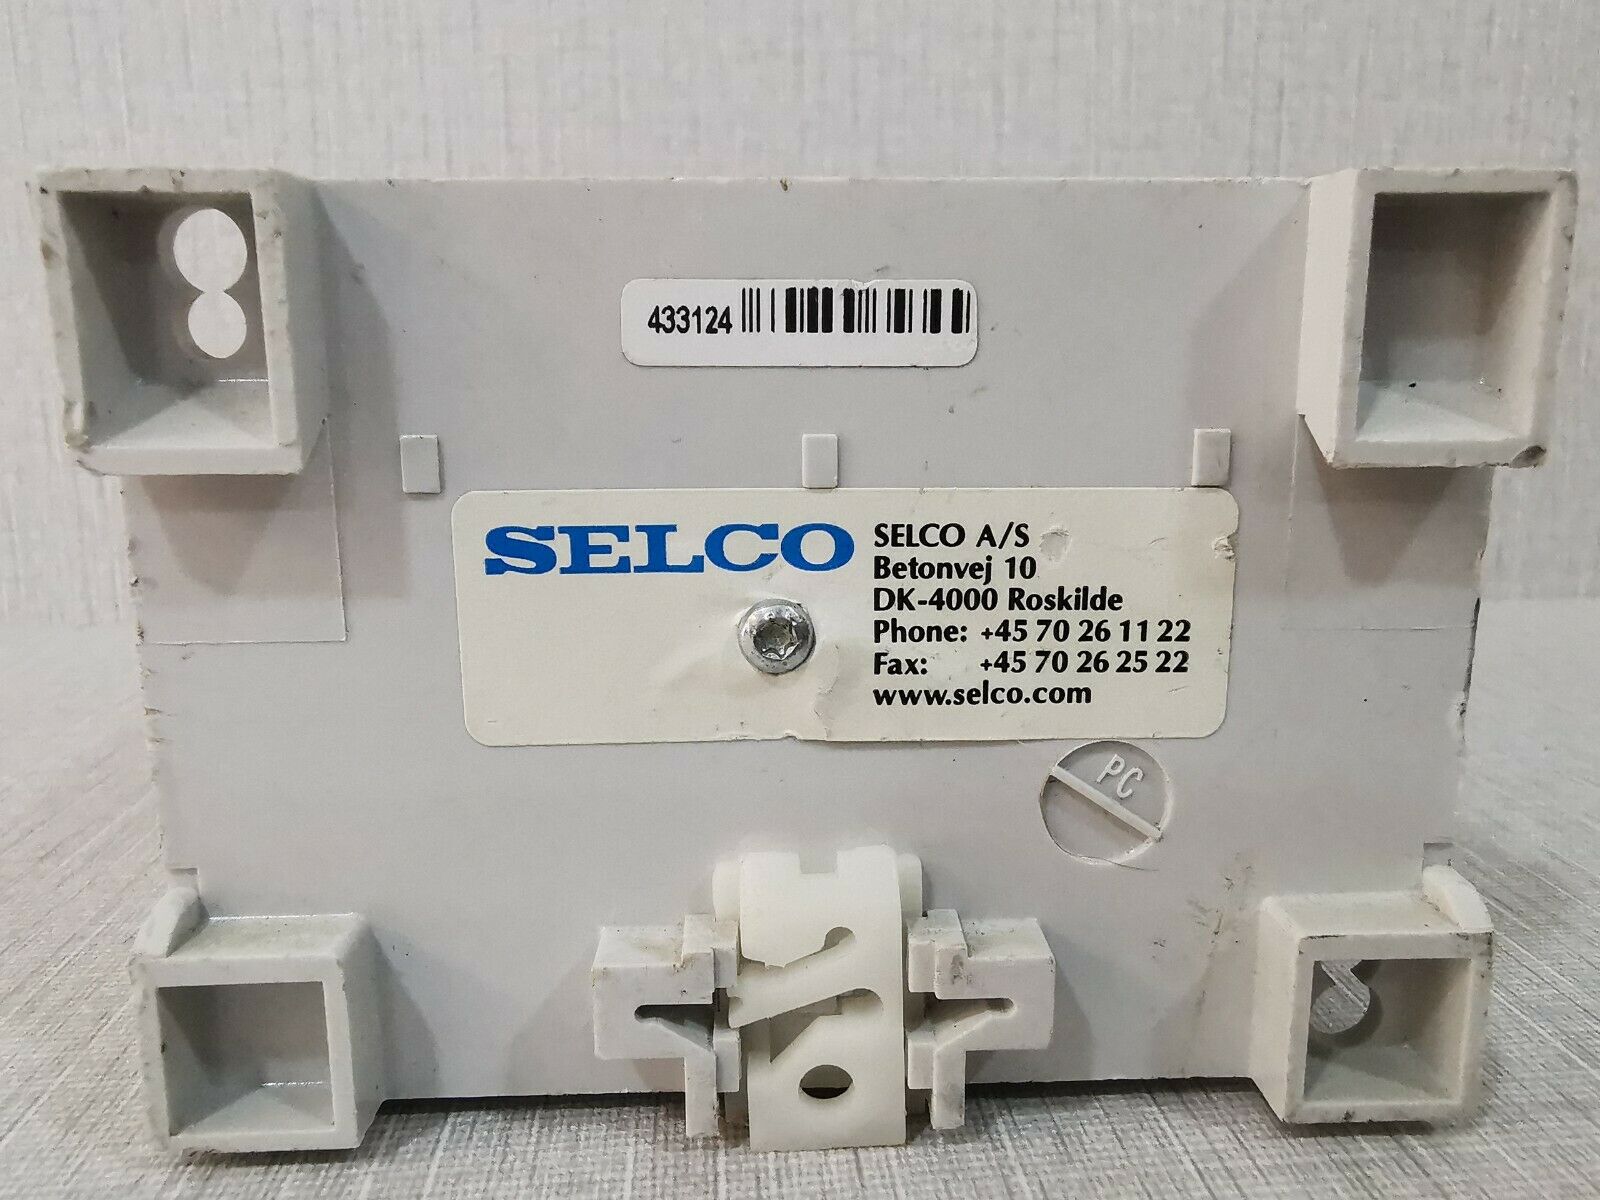 433124
SELCO
SELCO A/S
Betonvej 10
DK-4000 Roskilde
Phone: +45 70 26 11 22
Fax: +45 70 26 25 22
www.selco.com
PC